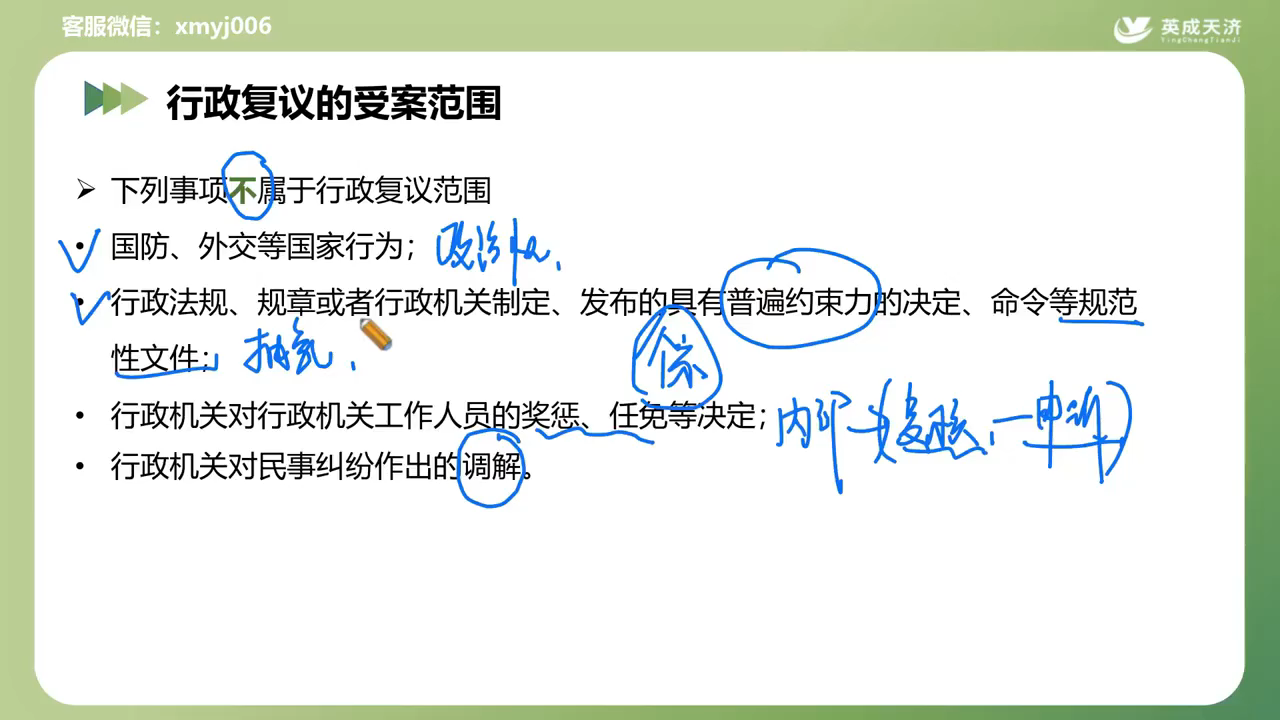 客服微信：xmyj006
英成天济
YingChengTianJi
行政复议的受案范围
下列事项不属于行政复议范围
国防、外交等国家行为；政治性
行政法规、规章或者行政机关制定、发布的具有普遍约束力的决定、命令等规范
性文件；抽象
行政机关对行政机关工作人员的奖惩、任免等决定；内部
行政机关对民事纠纷作出的调解。